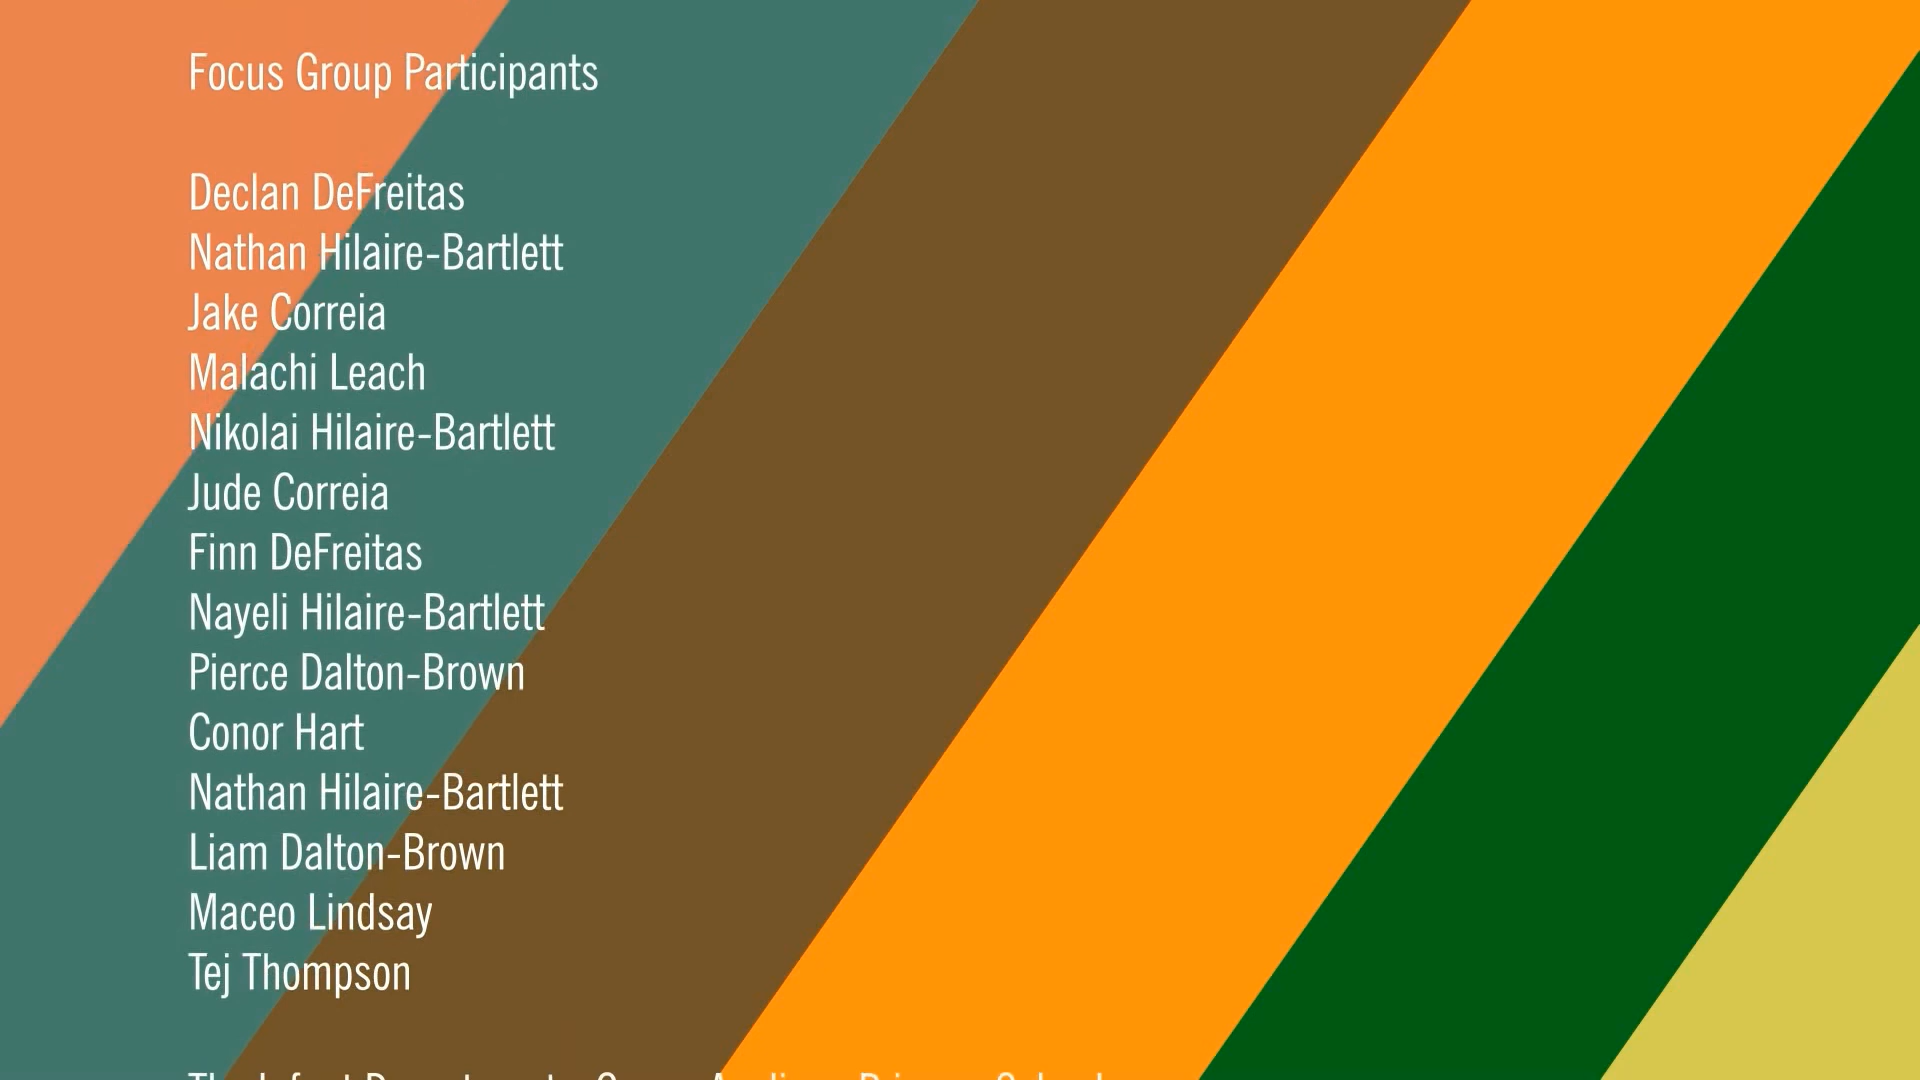 Focus Group Participants
Declan DeFreitas
Nathan Hilaire-Bartlett
Jake Correia
Malachi Leach
Nikolai Hilaire-Bartlett
Jude Correia
Finn DeFreitas
Nayeli Hilaire-Bartlett
Pierce Dalton-Brown
Conor Hart
Nathan Hilaire-Bartlett
Liam Dalton-Brown
Maceo Lindsay
Tej Thompson